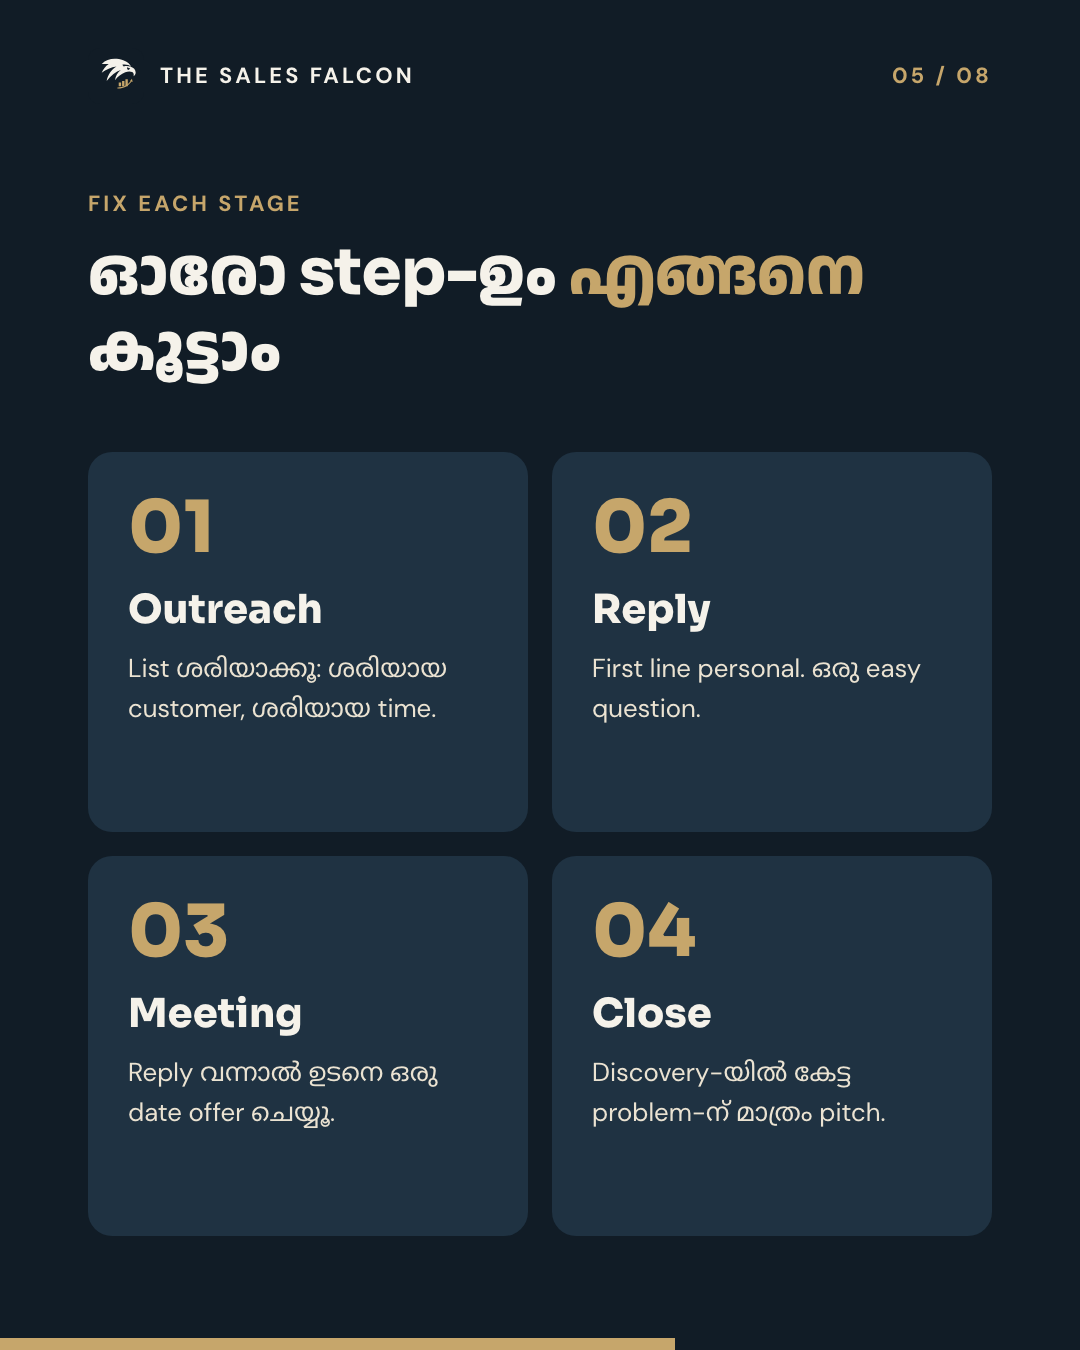 THE SALES FALCON
05 / 08
FIX EACH STAGE
ഓരോ step-ഉം എങ്ങനെ
കൂട്ടാം
01
Outreach
List ശരിയാക്കൂ: ശരിയായ
customer, ശരിയായ time.
02
Reply
First line personal. ഒരു easy
question.
03
Meeting
Reply വന്നാൽ ഉടനെ ഒരു
date offer ചെയ്യൂ.
04
Close
Discovery-യിൽ കേട്ട
problem-ന് മാത്രം pitch.